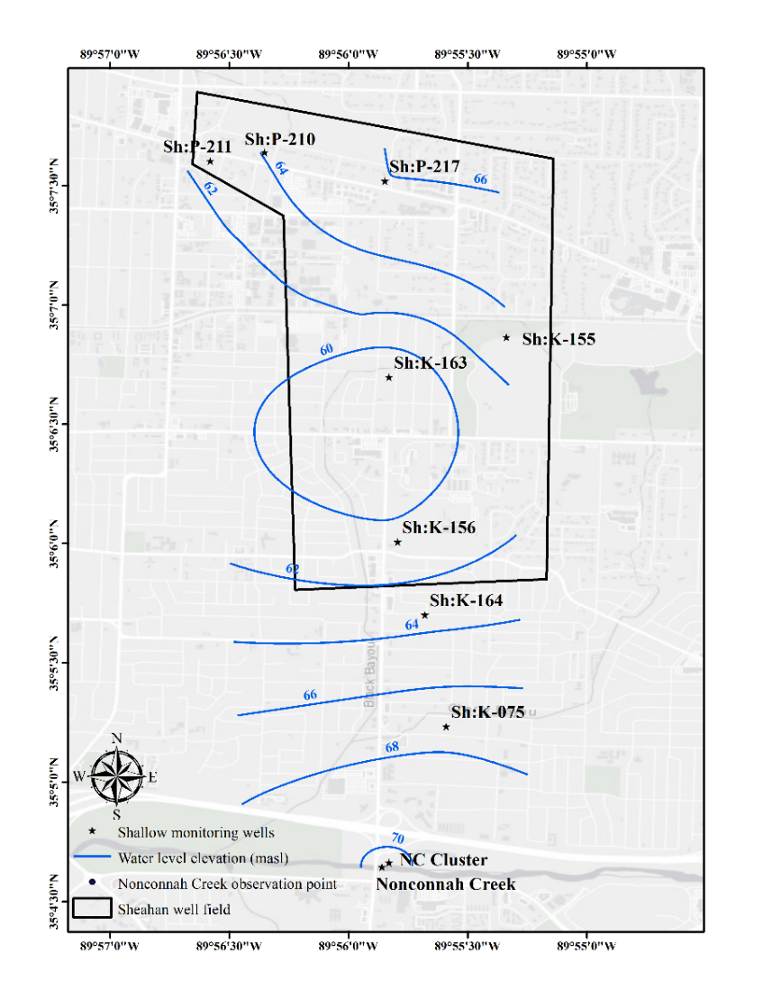 89°57'0"W 89°56'30"W 89°56'0"W 89°55'30"W 89°55'0"W
Sh:P-210
Sh:P-211
Sh:P-217
64
66
62
35°7'30"N
35°7'0"N
Sh:K-155
60
Sh:K-163
35°6'30"N
Sh:K-156
35°6'0"N
62
Sh:K-164
64
35°5'30"N
Black Bayou
66
Sh:K-075
68
N
W E
S
35°5'0"N
70
Shallow monitoring wells
Water level elevation (masl)
NC Cluster
Nonconnah Creek observation point
Nonconnah Creek
35°4'30"N
Sheahan well field
89°57'0"W 89°56'30"W 89°56'0"W 89°55'30"W 89°55'0"W